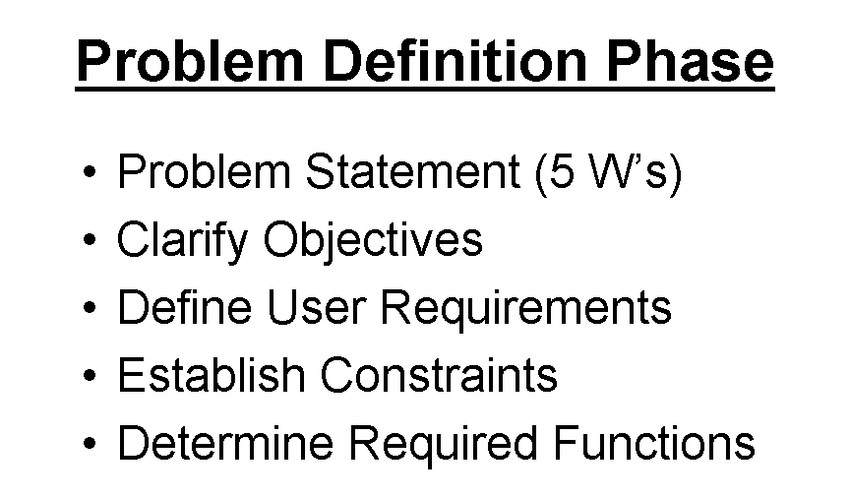 Problem Definition Phase
• Problem Statement (5 W’s)
• Clarify Objectives
• Define User Requirements
• Establish Constraints
• Determine Required Functions